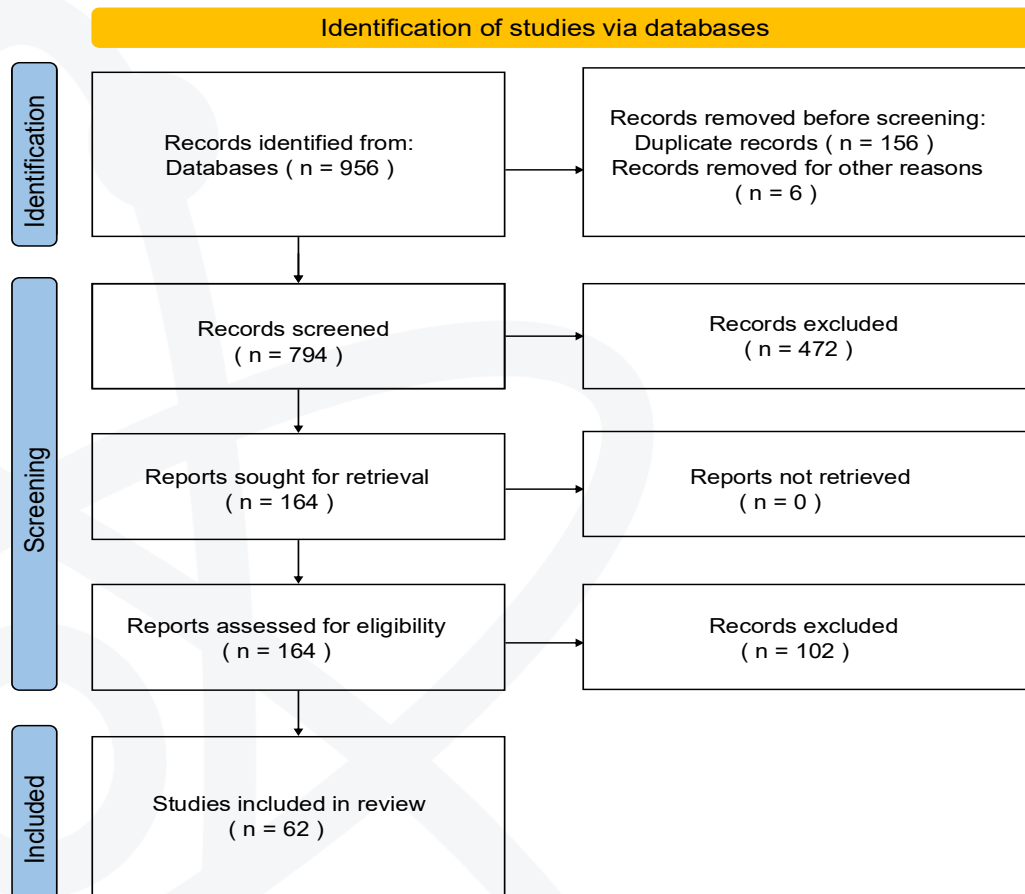 Identification of studies via databases
Identification
Records identified from:
Databases ( n = 956 )
Records removed before screening:
Duplicate records ( n = 156 )
Records removed for other reasons
( n = 6 )
Screening
Records screened
( n = 794 )
Records excluded
( n = 472 )
Reports sought for retrieval
( n = 164 )
Reports not retrieved
( n = 0 )
Reports assessed for eligibility
( n = 164 )
Records excluded
( n = 102 )
Included
Studies included in review
( n = 62 )